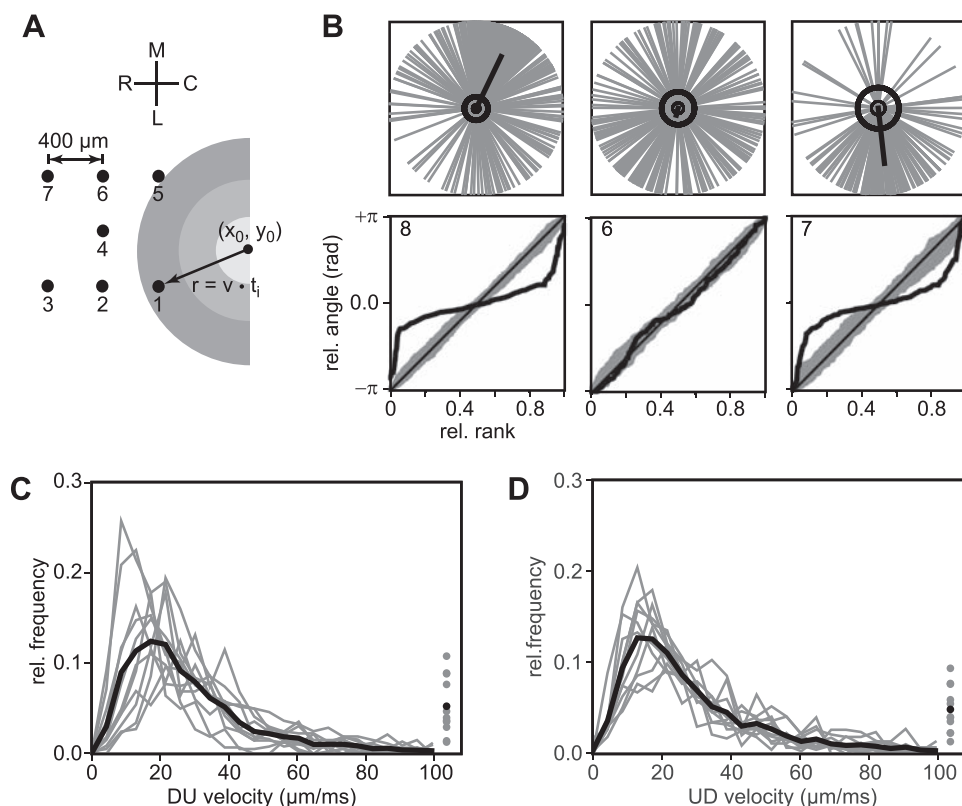 A
M
R C
L
400 µm
7 6 5
(x0, y0)
4
r = v • ti
3 2 1
B
+π
8 6 7
rel. angle (rad)
0.0
−π
0 0.4 0.8 0 0.4 0.8 0 0.4 0.8
rel. rank
C
0.3
0.2
0.1
0.0
rel. frequency
0 20 40 60 80 100
DU velocity (µm/ms)
D
0.3
0.2
0.1
0.0
rel.frequency
0 20 40 60 80 100
UD velocity (µm/ms)